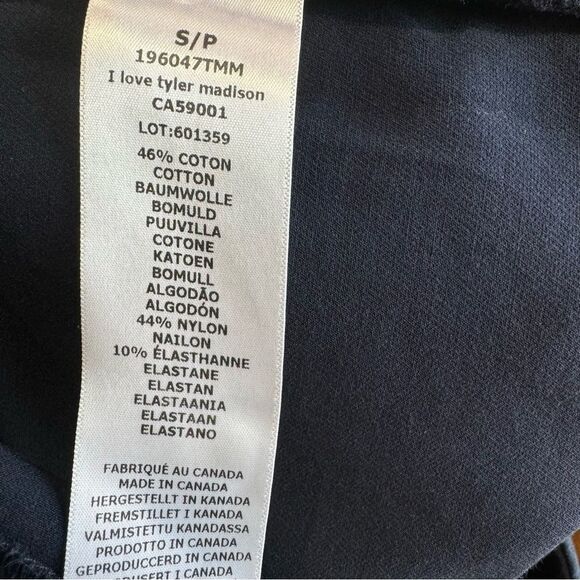 S/P
196047TMM
I love tyler madison
CA59001
LOT:601359
46% COTON
COTTON
BAUMWOLLE
BOMULD
PUUVILLA
COTONE
KATOEN
BOMULL
ALGODÃO
ALGODÓN
44% NYLON
NAILON
10% ÉLASTHANNE
ELASTANE
ELASTAN
ELASTAANIA
ELASTAAN
ELASTANO
FABRIQUÉ AU CANADA
MADE IN CANADA
HERGESTELLT IN KANADA
FREMSTILLET I KANADA
VALMISTETTU KANADASSA
PRODOTTO IN CANADA
GEPRODUCCERD IN CANADA
I CANADA